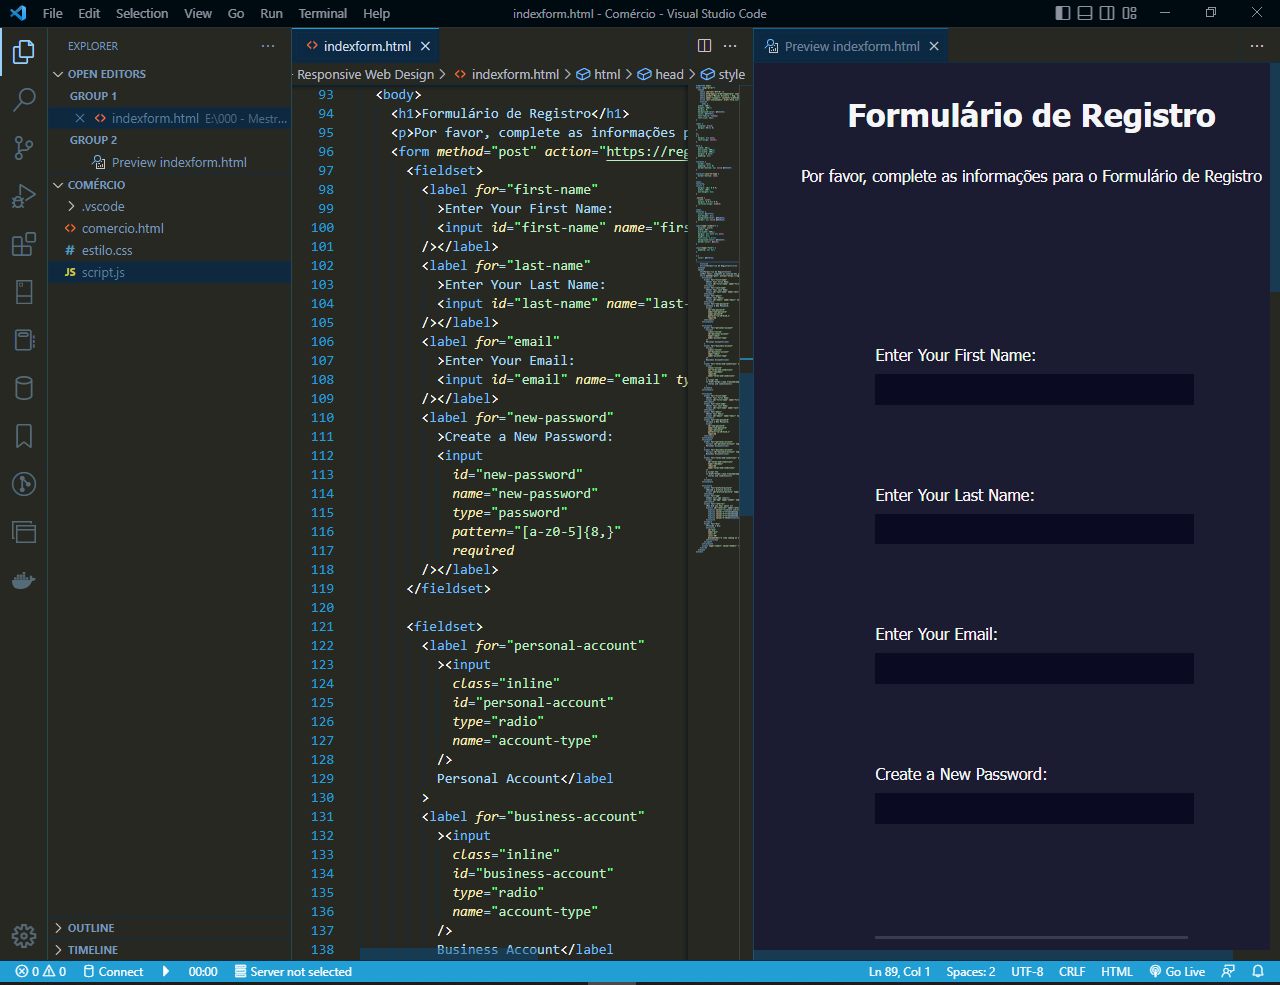 File Edit Selection View Go Run Terminal Help
indexform.html - Comércio - Visual Studio Code
EXPLORER
OPEN EDITORS
GROUP 1
indexform.html E:\000 - Mestr...
GROUP 2
Preview indexform.html
COMÉRCIO
.vscode
comercio.html
# estilo.css
JS script.js
OUTLINE
TIMELINE
indexform.html
Responsive Web Design > indexform.html > html > head > style
93 <body>
94 <h1>Formulário de Registro</h1>
95 <p>Por favor, complete as informações p
96 <form method="post" action="https://reg
97 <fieldset>
98 <label for="first-name"
99 >Enter Your First Name:
100 <input id="first-name" name="firs
101 /></label>
102 <label for="last-name"
103 >Enter Your Last Name:
104 <input id="last-name" name="last-
105 /></label>
106 <label for="email"
107 >Enter Your Email:
108 <input id="email" name="email" ty
109 /></label>
110 <label for="new-password"
111 >Create a New Password:
112 <input
113 id="new-password"
114 name="new-password"
115 type="password"
116 pattern="[a-z0-5]{8,}"
117 required
118 /></label>
119 </fieldset>
120
121 <fieldset>
122 <label for="personal-account"
123 ><input
124 class="inline"
125 id="personal-account"
126 type="radio"
127 name="account-type"
128 />
129 Personal Account</label
130 >
131 <label for="business-account"
132 ><input
133 class="inline"
134 id="business-account"
135 type="radio"
136 name="account-type"
137 />
138 Business Account</label
Preview indexform.html
Formulário de Registro
Por favor, complete as informações para o Formulário de Registro
Enter Your First Name:
Enter Your Last Name:
Enter Your Email:
Create a New Password:
0 0 Connect 00:00 Server not selected
Ln 89, Col 1 Spaces: 2 UTF-8 CRLF HTML Go Live